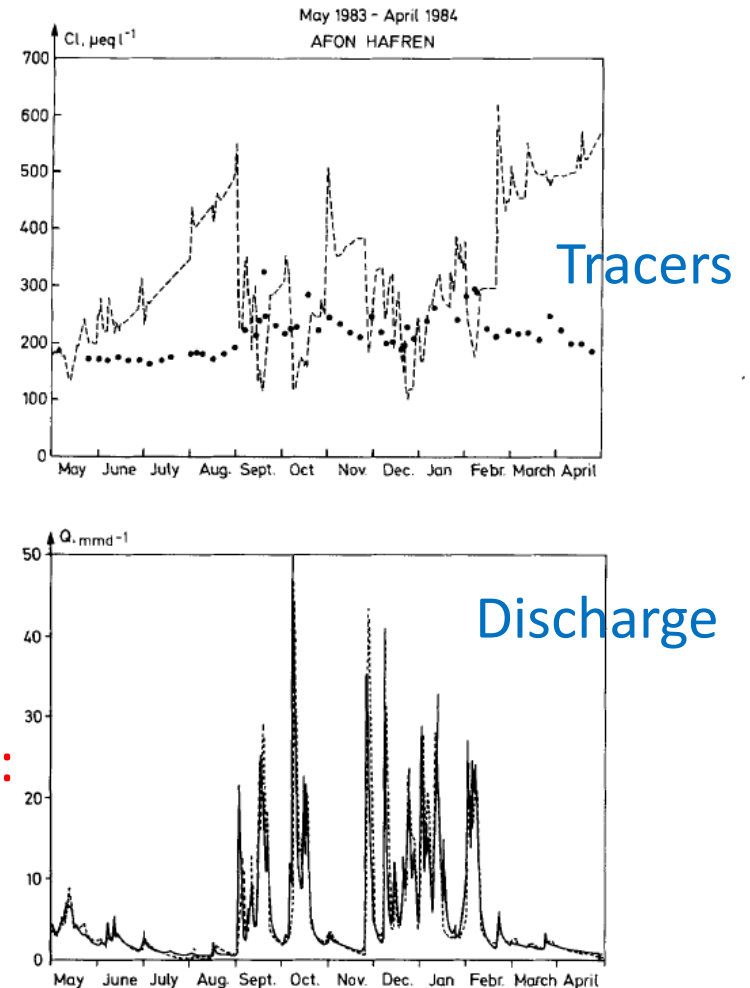 May 1983 - April 1984
AFON HAFREN
Cl, µeq l⁻¹
700
600
500
400
300
200
100
0
May June July Aug. Sept. Oct Nov. Dec. Jan Febr. March April
Tracers
Q, mmd⁻¹
50
40
30
20
10
0
May June July Aug. Sept. Oct. Nov. Dec. Jan Febr. March April
Discharge
: